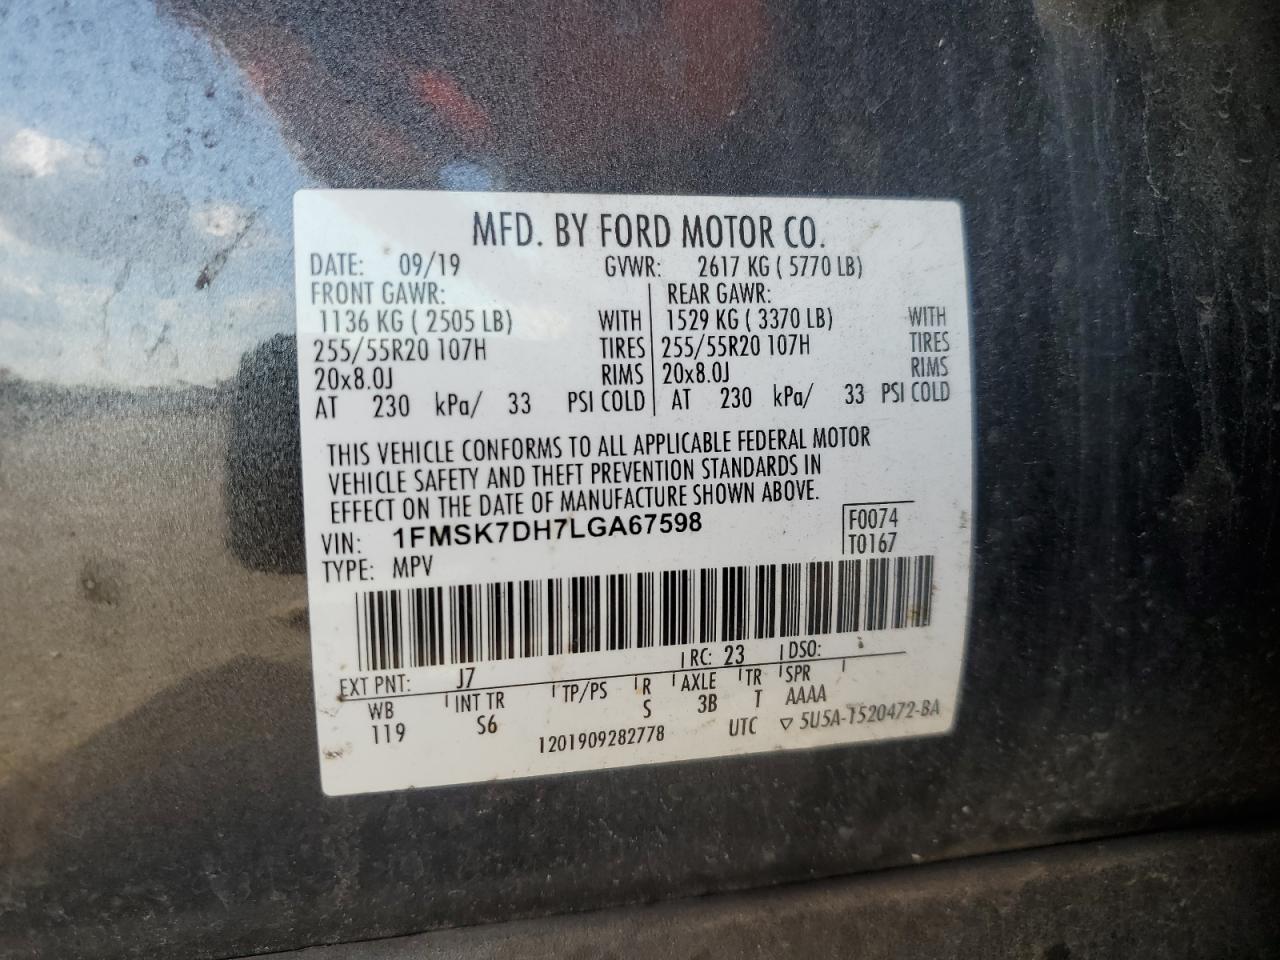 MFD. BY FORD MOTOR CO.
DATE: 09/19 GVWR: 2617 KG ( 5770 LB)
FRONT GAWR: REAR GAWR:
1136 KG ( 2505 LB) WITH 1529 KG ( 3370 LB) WITH
255/55R20 107H TIRES 255/55R20 107H TIRES
20x8.0J RIMS 20x8.0J RIMS
AT 230 kPa/ 33 PSI COLD AT 230 kPa/ 33 PSI COLD
THIS VEHICLE CONFORMS TO ALL APPLICABLE FEDERAL MOTOR
VEHICLE SAFETY AND THEFT PREVENTION STANDARDS IN
EFFECT ON THE DATE OF MANUFACTURE SHOWN ABOVE.
VIN: 1FMSK7DH7LGA67598 F0074
TYPE: MPV T0167
EXT PNT: J7 RC: 23 DSO:
WB INT TR TP/PS R AXLE TR SPR
119 S6 S 3B T AAAA
1201909282778 UTC ▽ 5U5A-1520472-BA